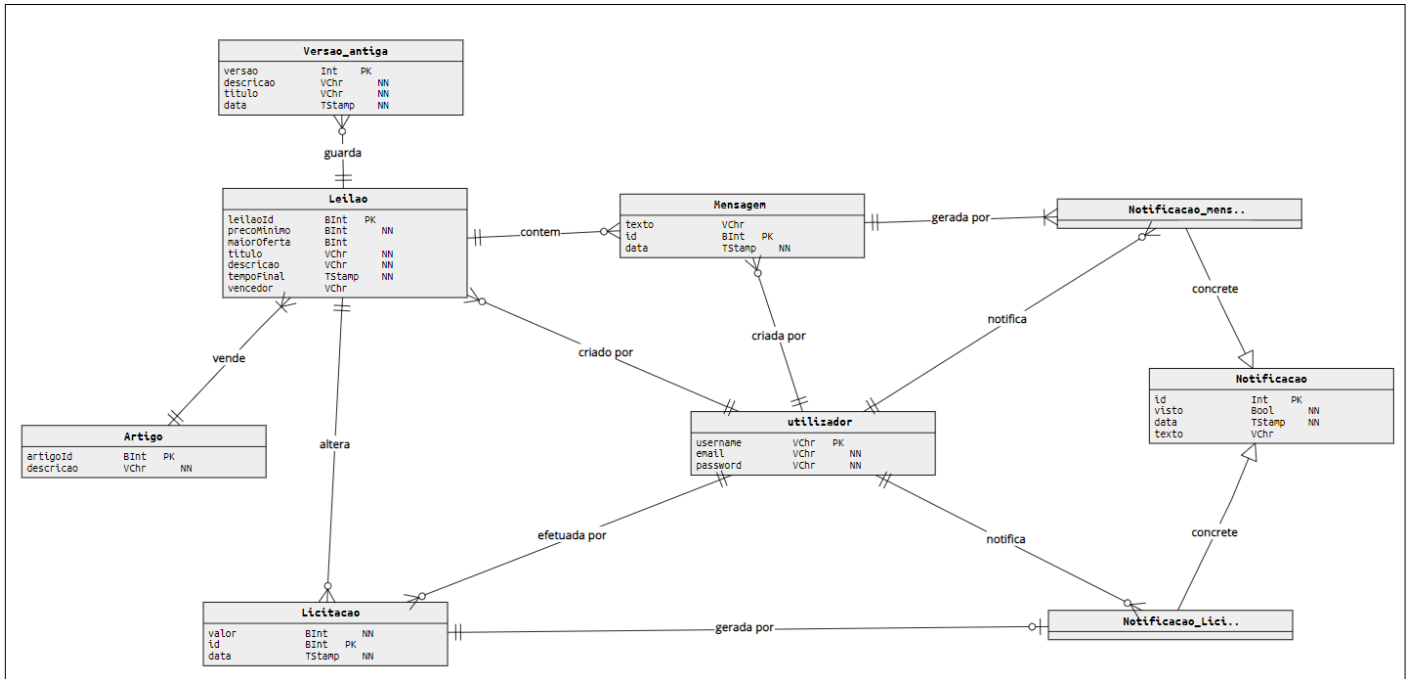 Versao_antiga
versao Int PK
descricao VChr NN
titulo VChr NN
data TStamp NN
guarda
Leilao
leilaoId BInt PK
precoMinimo BInt NN
maiorOferta BInt
titulo VChr NN
descricao VChr NN
tempoFinal TStamp NN
vencedor VChr
contem
Mensagem
texto VChr
id BInt PK
data TStamp NN
gerada por
Notificacao_mens..
concrete
notifica
criada por
criado por
vende
Notificacao
id Int PK
visto Bool NN
data TStamp NN
texto VChr
utilizador
username VChr PK
email VChr NN
password VChr NN
Artigo
artigoId BInt PK
descricao VChr NN
altera
efetuada por
notifica
concrete
Licitacao
valor BInt NN
id BInt PK
data TStamp NN
gerada por
Notificacao_Lici..